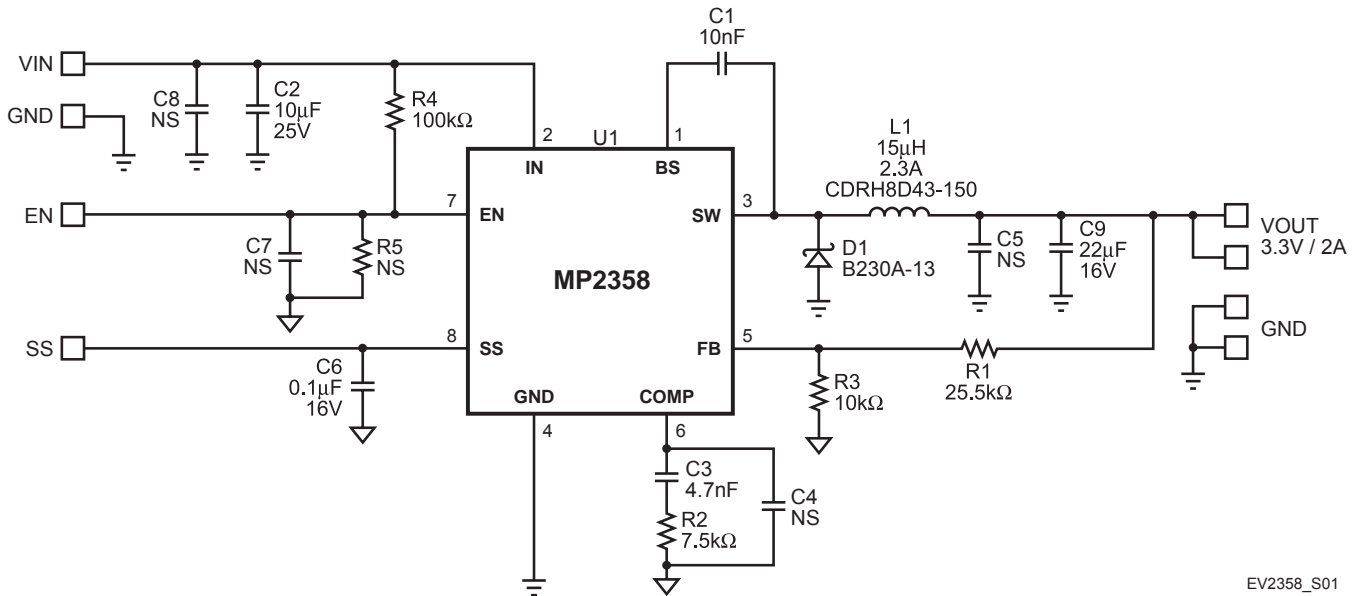 C1
10nF
VIN
GND
C8
NS
C2
10μF
25V
R4
100kΩ
2
U1
1
IN
BS
L1
15μH
2.3A
CDRH8D43-150
EN
7
EN
SW
3
C7
NS
R5
NS
D1
B230A-13
C5
NS
C9
22μF
16V
VOUT
3.3V / 2A
MP2358
GND
SS
8
SS
FB
5
C6
0.1μF
16V
R3
10kΩ
R1
25.5kΩ
GND
COMP
4
6
C3
4.7nF
C4
NS
R2
7.5kΩ
EV2358_S01